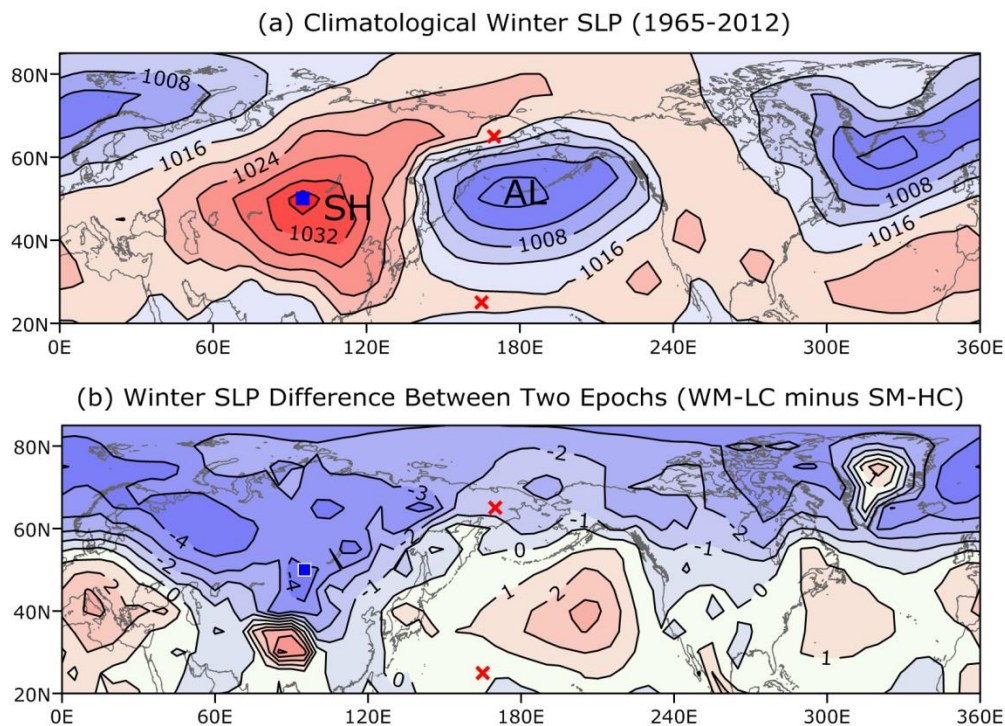 (a) Climatological Winter SLP (1965-2012)
80N
60N
40N
20N
1008
1016
1024
1032
SH
AL
1008
1016
1008
1016
0E
60E
120E
180E
240E
300E
360E
(b) Winter SLP Difference Between Two Epochs (WM-LC minus SM-HC)
80N
60N
40N
20N
-2
-3
-4
-2
-1
-2
0
-1
-2
-1
0
1
2
0
1
0
0E
60E
120E
180E
240E
300E
360E